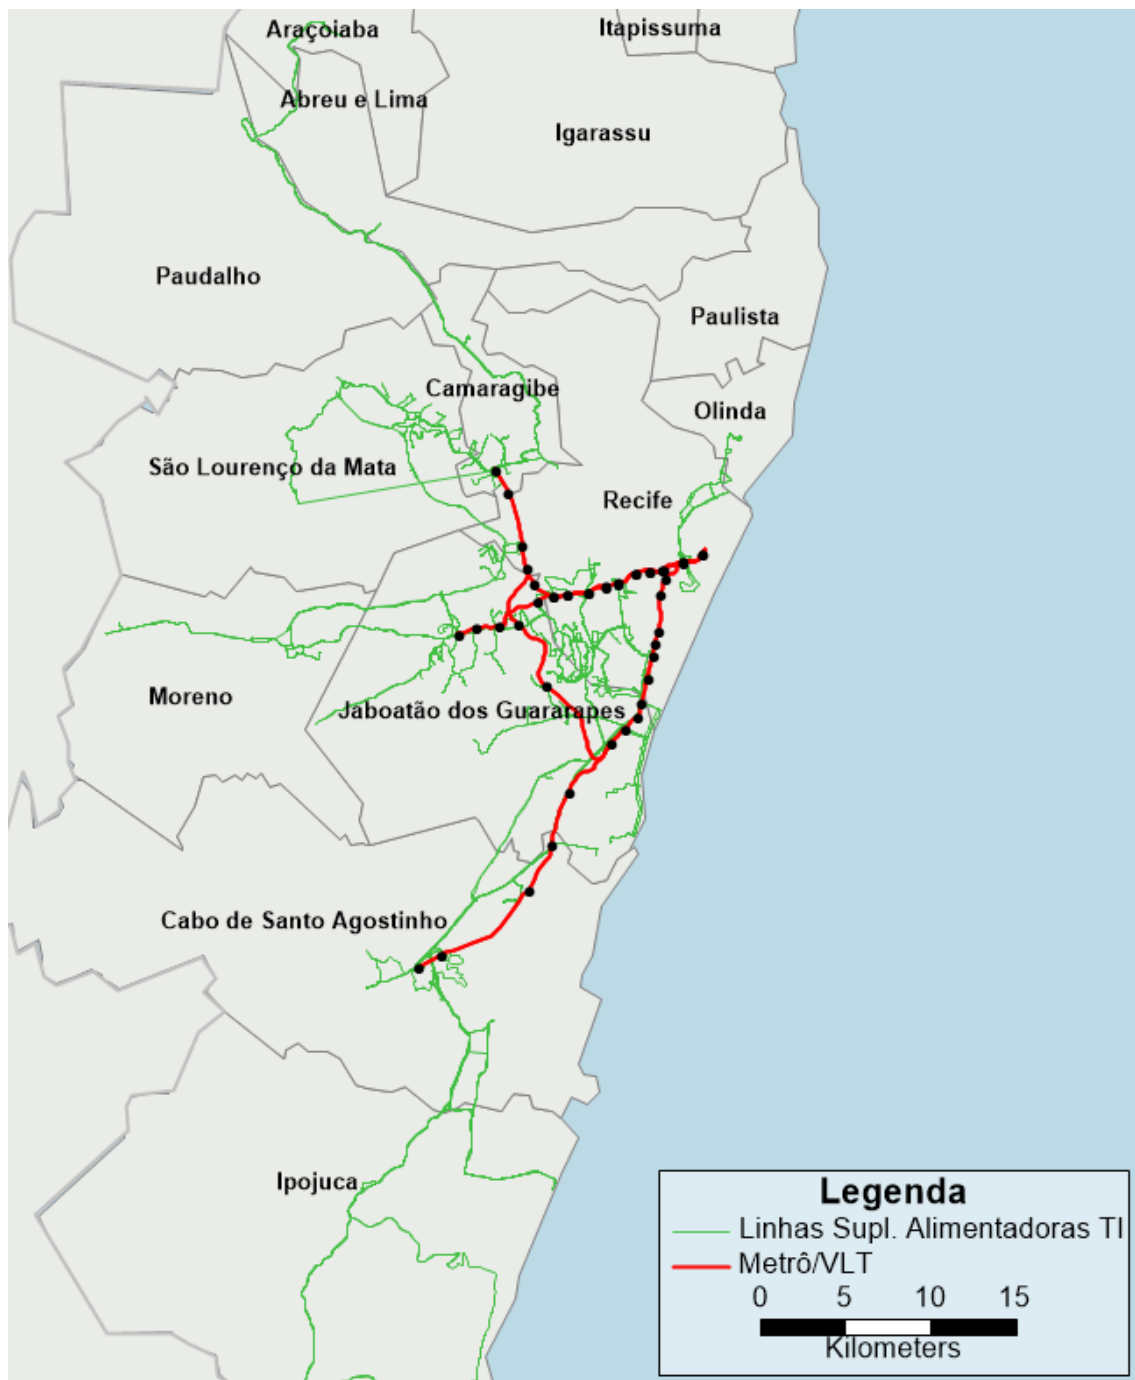 Araçoiaba
Itapissuma
Abreu e Lima
Igarassu
Paudalho
Paulista
Camaragibe
Olinda
São Lourenço da Mata
Recife
Moreno
Jaboatão dos Guararapes
Cabo de Santo Agostinho
Ipojuca
Legenda
Linhas Supl. Alimentadoras TI
Metrô/VLT
0 5 10 15
Kilometers